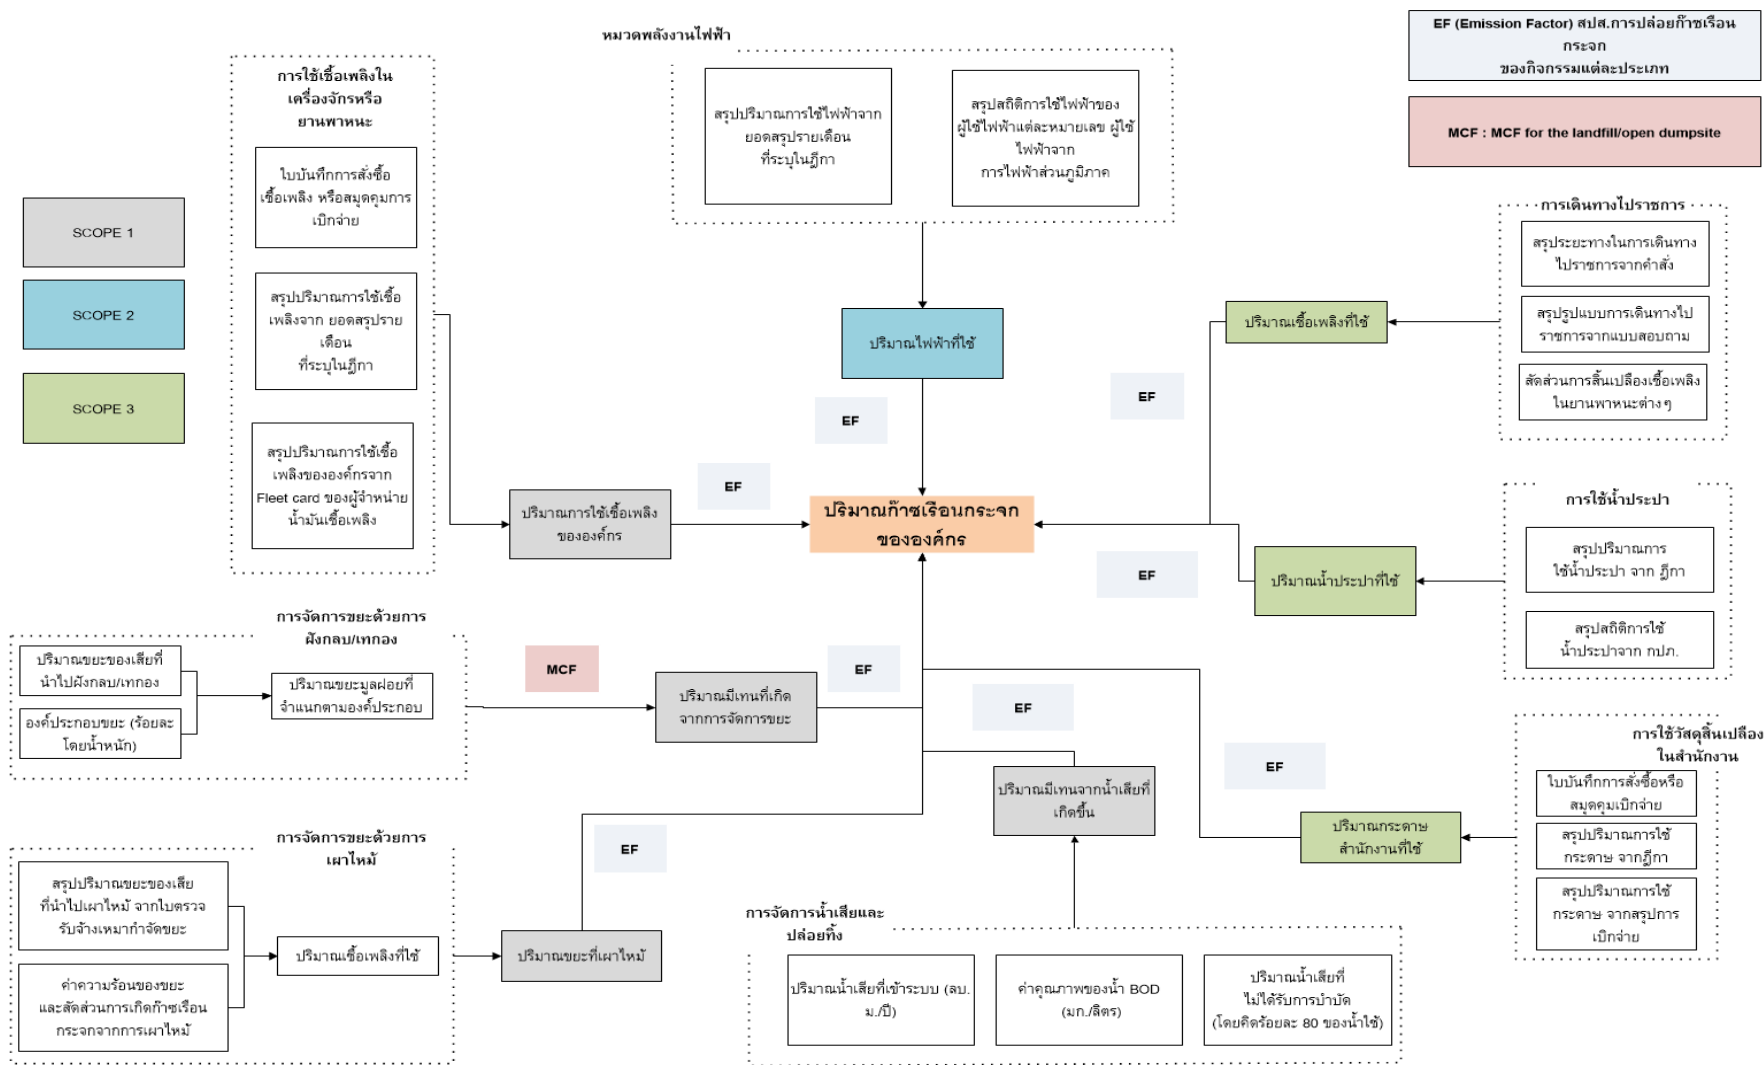 หมวดพลังงานไฟฟ้า
สรุปปริมาณการใช้ไฟฟ้าจาก
ยอดสรุปรายเดือน
ที่ระบุในฎีกา
สรุปสถิติการใช้ไฟฟ้าของ
ผู้ใช้ไฟฟ้าแต่ละหมายเลข ผู้ใช้
ไฟฟ้าจาก
การไฟฟ้าส่วนภูมิภาค
EF (Emission Factor) สปส.การปล่อยก๊าซเรือน
กระจก
ของกิจกรรมแต่ละประเภท
MCF : MCF for the landfill/open dumpsite
SCOPE 1
SCOPE 2
SCOPE 3
การใช้เชื้อเพลิงใน
เครื่องจักรหรือ
ยานพาหนะ
ใบบันทึกการสั่งซื้อ
เชื้อเพลิง หรือสมุดคุมการ
เบิกจ่าย
สรุปปริมาณการใช้เชื้อ
เพลิงจาก ยอดสรุปราย
เดือน
ที่ระบุในฎีกา
สรุปปริมาณการใช้เชื้อ
เพลิงขององค์กรจาก
Fleet card ของผู้จำหน่าย
น้ำมันเชื้อเพลิง
ปริมาณการใช้เชื้อเพลิง
ขององค์กร
EF
ปริมาณไฟฟ้าที่ใช้
EF
ปริมาณก๊าซเรือนกระจก
ขององค์กร
การเดินทางไปราชการ
สรุประยะทางในการเดินทาง
ไปราชการจากคำสั่ง
สรุปรูปแบบการเดินทางไป
ราชการจากแบบสอบถาม
สัดส่วนการสิ้นเปลืองเชื้อเพลิง
ในยานพาหนะต่างๆ
ปริมาณเชื้อเพลิงที่ใช้
EF
การใช้น้ำประปา
สรุปปริมาณการ
ใช้น้ำประปา จาก ฎีกา
สรุปสถิติการใช้
น้ำประปาจาก กปภ.
ปริมาณน้ำประปาที่ใช้
EF
การจัดการขยะด้วยการ
ฝังกลบ/เทกอง
ปริมาณขยะของเสียที่
นำไปฝังกลบ/เทกอง
องค์ประกอบขยะ (ร้อยละ
โดยน้ำหนัก)
ปริมาณขยะมูลฝอยที่
จำแนกตามองค์ประกอบ
MCF
ปริมาณมีเทนที่เกิด
จากการจัดการขยะ
EF
EF
ปริมาณมีเทนจากน้ำเสียที่
เกิดขึ้น
EF
ปริมาณกระดาษ
สำนักงานที่ใช้
การใช้วัสดุสิ้นเปลือง
ในสำนักงาน
ใบบันทึกการสั่งซื้อหรือ
สมุดคุมเบิกจ่าย
สรุปปริมาณการใช้
กระดาษ จากฎีกา
สรุปปริมาณการใช้
กระดาษ จากสรุปการ
เบิกจ่าย
การจัดการขยะด้วยการ
เผาไหม้
สรุปปริมาณขยะของเสีย
ที่นำไปเผาไหม้ จากใบตรวจ
รับจ้างเหมากำจัดขยะ
ค่าความร้อนของขยะ
และสัดส่วนการเกิดก๊าซเรือน
กระจกจากการเผาไหม้
ปริมาณเชื้อเพลิงที่ใช้
ปริมาณขยะที่เผาไหม้
EF
การจัดการน้ำเสียและ
ปล่อยทิ้ง
ปริมาณน้ำเสียที่เข้าระบบ (ลบ.
ม./ปี)
ค่าคุณภาพของน้ำ BOD
(มก./ลิตร)
ปริมาณน้ำเสียที่
ไม่ได้รับการบำบัด
(โดยคิดร้อยละ 80 ของน้ำใช้)